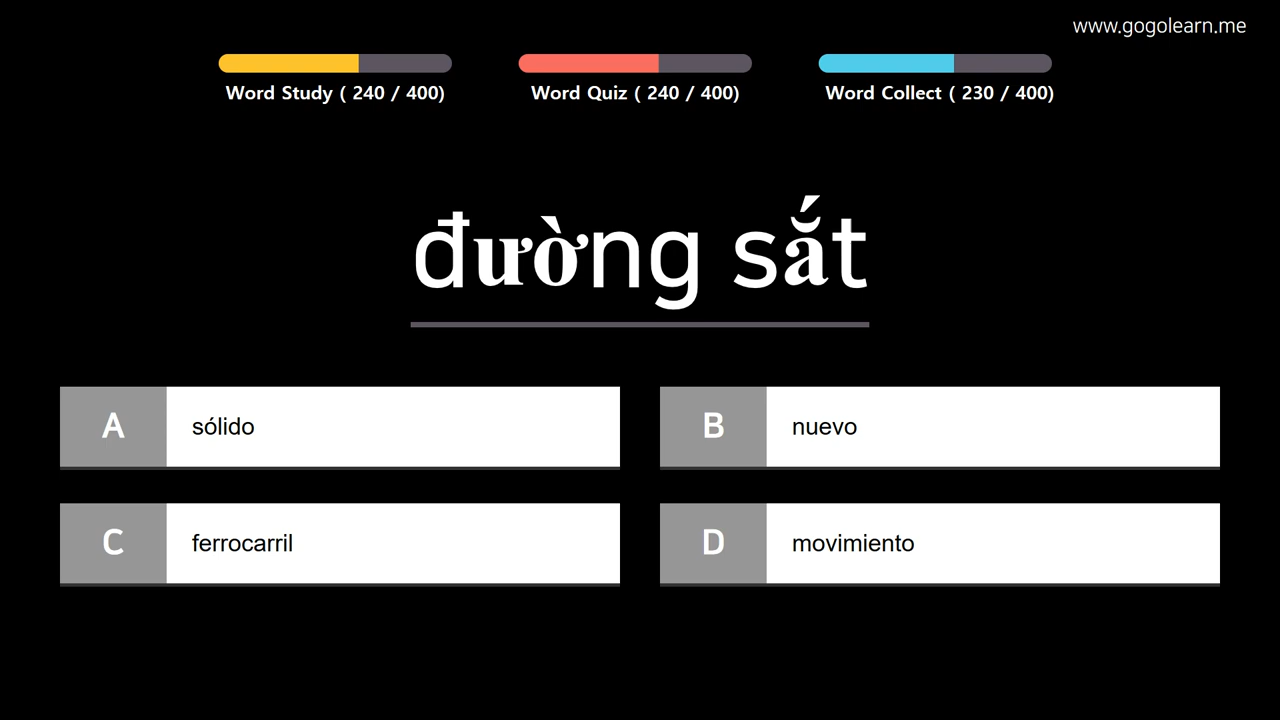 www.gogolearn.me
Word Study ( 240 / 400)
Word Quiz ( 240 / 400)
Word Collect ( 230 / 400)
đường sắt
A
sólido
B
nuevo
C
ferrocarril
D
movimiento